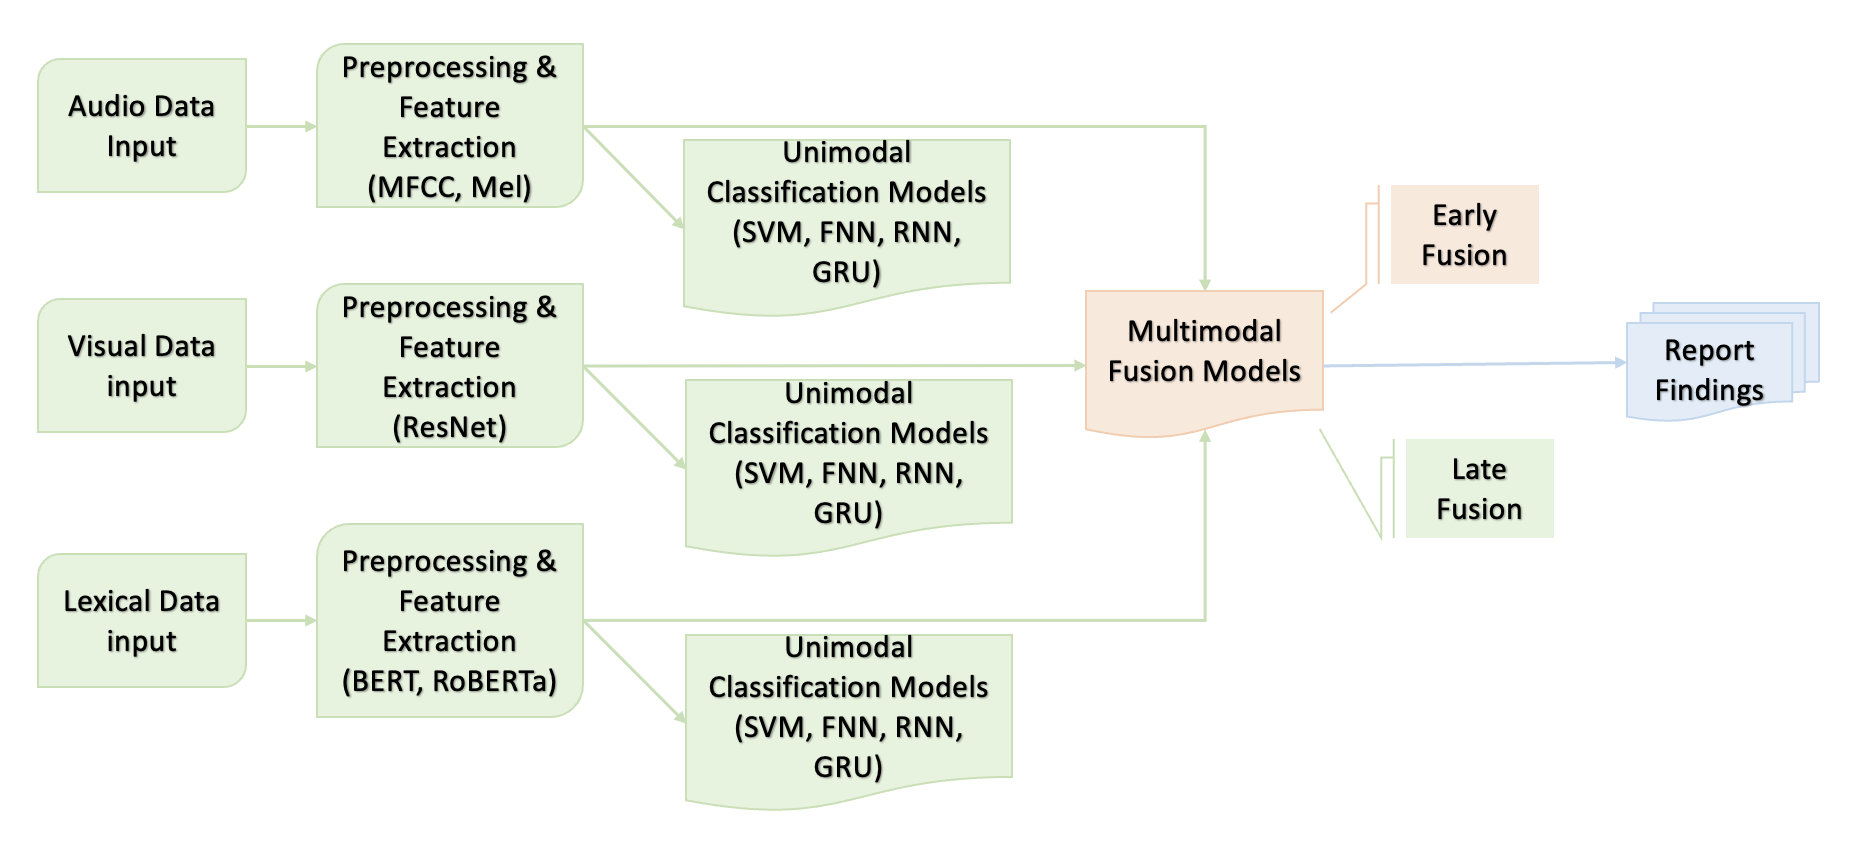 Audio Data
Input
Preprocessing &
Feature
Extraction
(MFCC, Mel)
Unimodal
Classification Models
(SVM, FNN, RNN,
GRU)
Visual Data
input
Preprocessing &
Feature
Extraction
(ResNet)
Unimodal
Classification Models
(SVM, FNN, RNN,
GRU)
Lexical Data
input
Preprocessing &
Feature
Extraction
(BERT, RoBERTa)
Unimodal
Classification Models
(SVM, FNN, RNN,
GRU)
Multimodal
Fusion Models
Early
Fusion
Late
Fusion
Report
Findings